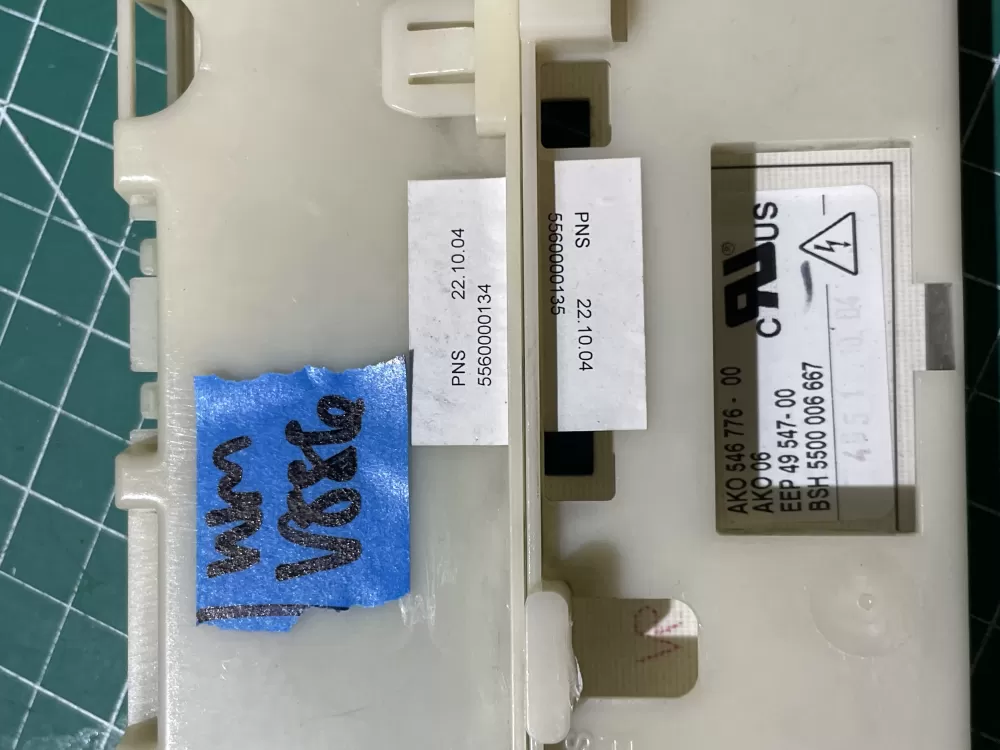 WM
V886
PNS 22.10.04
5560000134
PNS 22.10.04
5560000135
c US
®
AKO 546 776 - 00
AKO 06
EEP 49 547- 00
BSH 5500 006 667